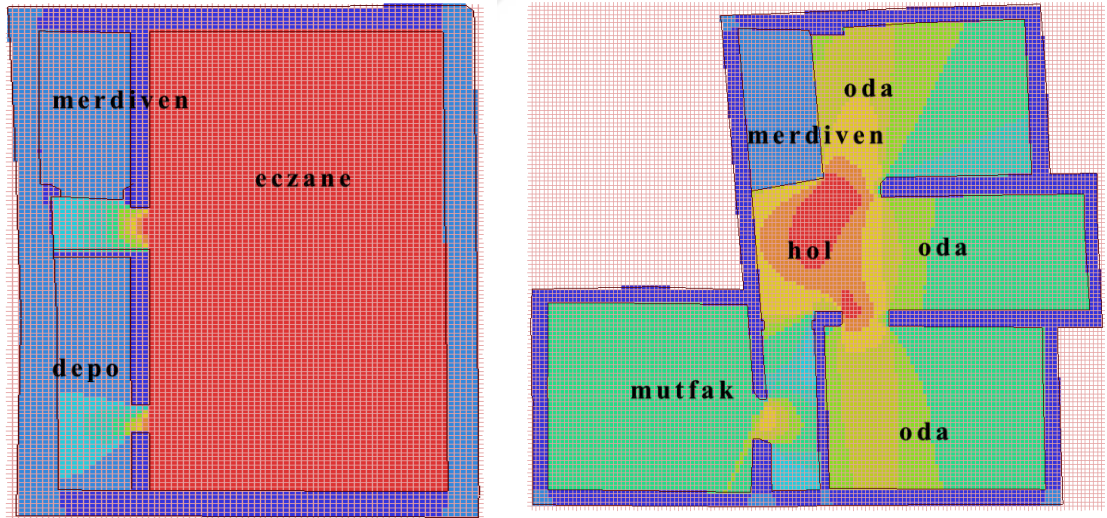 merdiven
eczane
depo
oda
merdiven
hol
oda
mutfak
oda